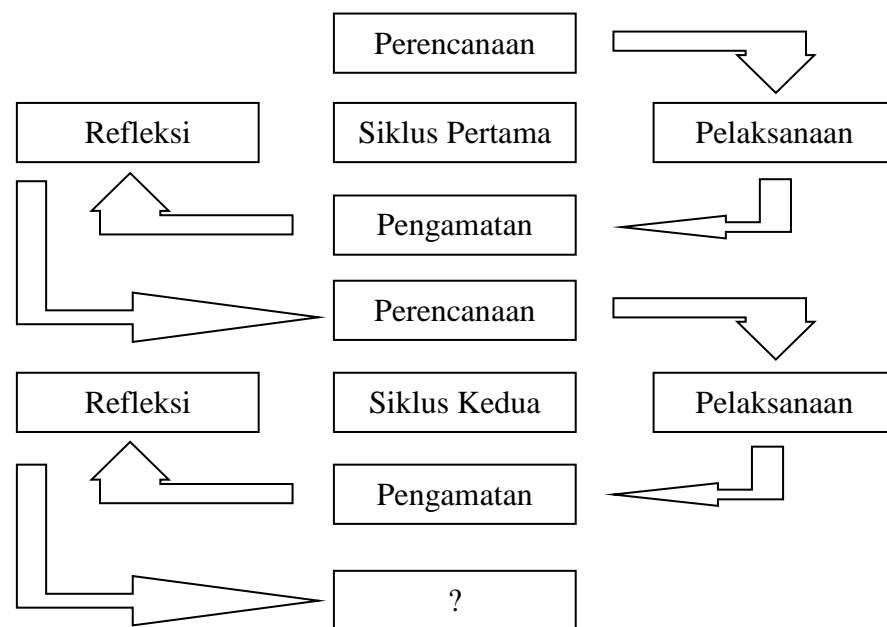 Perencanaan
Refleksi
Siklus Pertama
Pelaksanaan
Pengamatan
Perencanaan
Refleksi
Siklus Kedua
Pelaksanaan
Pengamatan
?